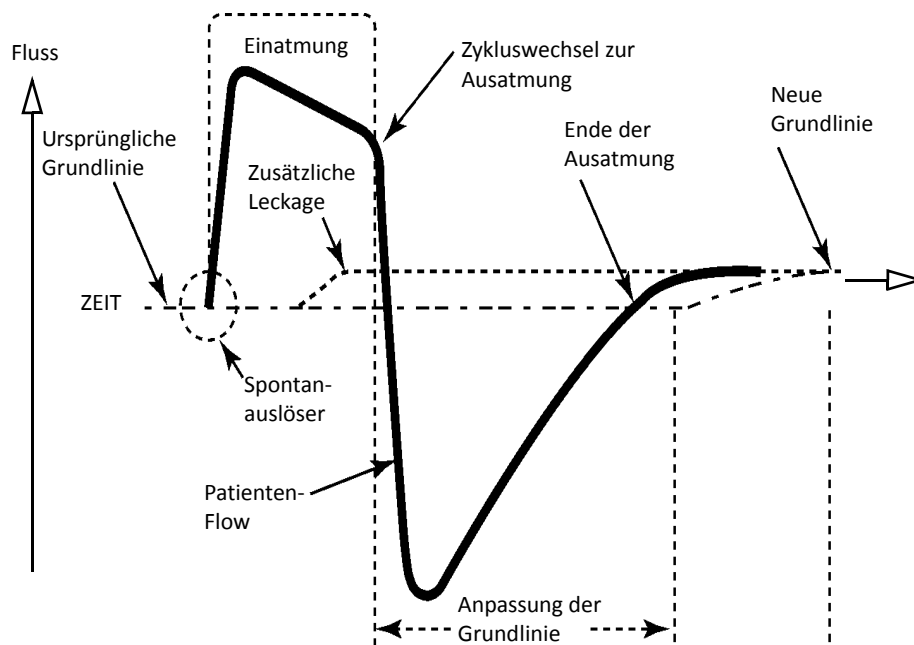 Einatmung
Fluss
Zykluswechsel zur
Ausatmung
Neue
Grundlinie
Ursprüngliche
Grundlinie
Ende der
Ausatmung
Zusätzliche
Leckage
ZEIT
Spontan-
auslöser
Patienten-
Flow
Anpassung der
Grundlinie